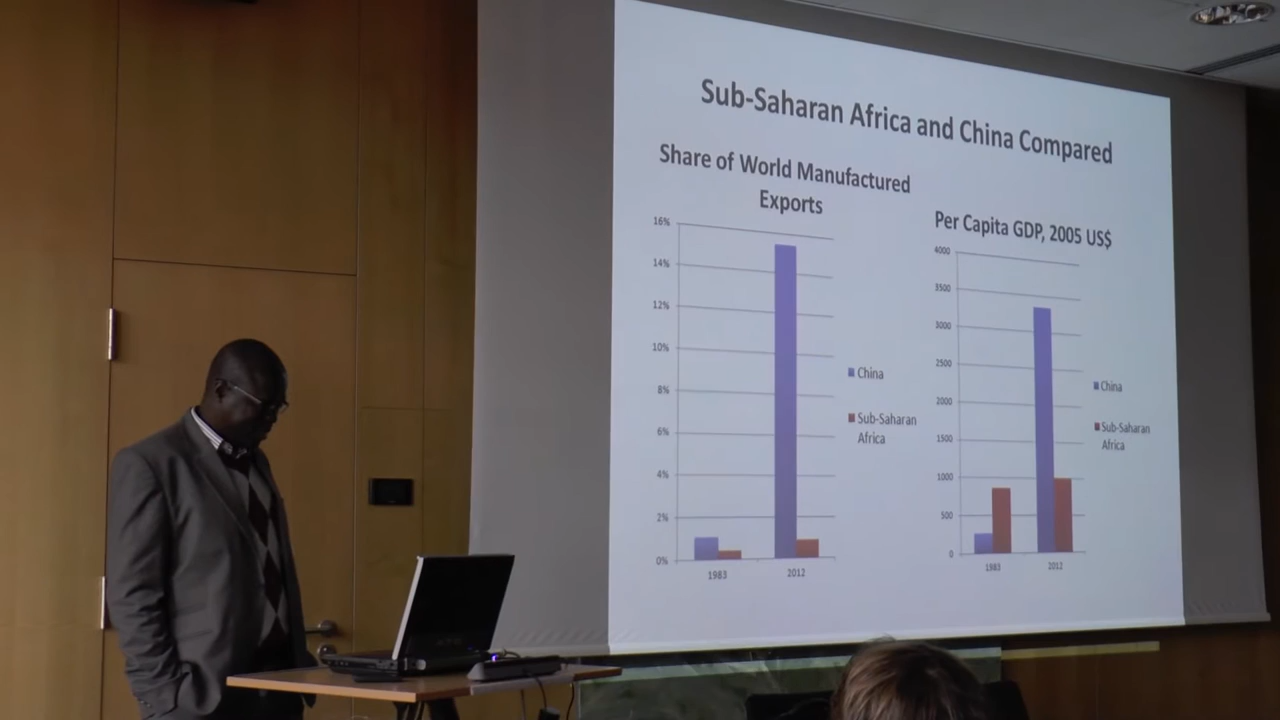 Sub-Saharan Africa and China Compared
Share of World Manufactured
Exports
16%
14%
12%
10%
8%
6%
4%
2%
0%
1983
2012
China
Sub-Saharan
Africa
Per Capita GDP, 2005 US$
4000
3500
3000
2500
2000
1500
1000
500
0
1983
2012
China
Sub-Saharan
Africa